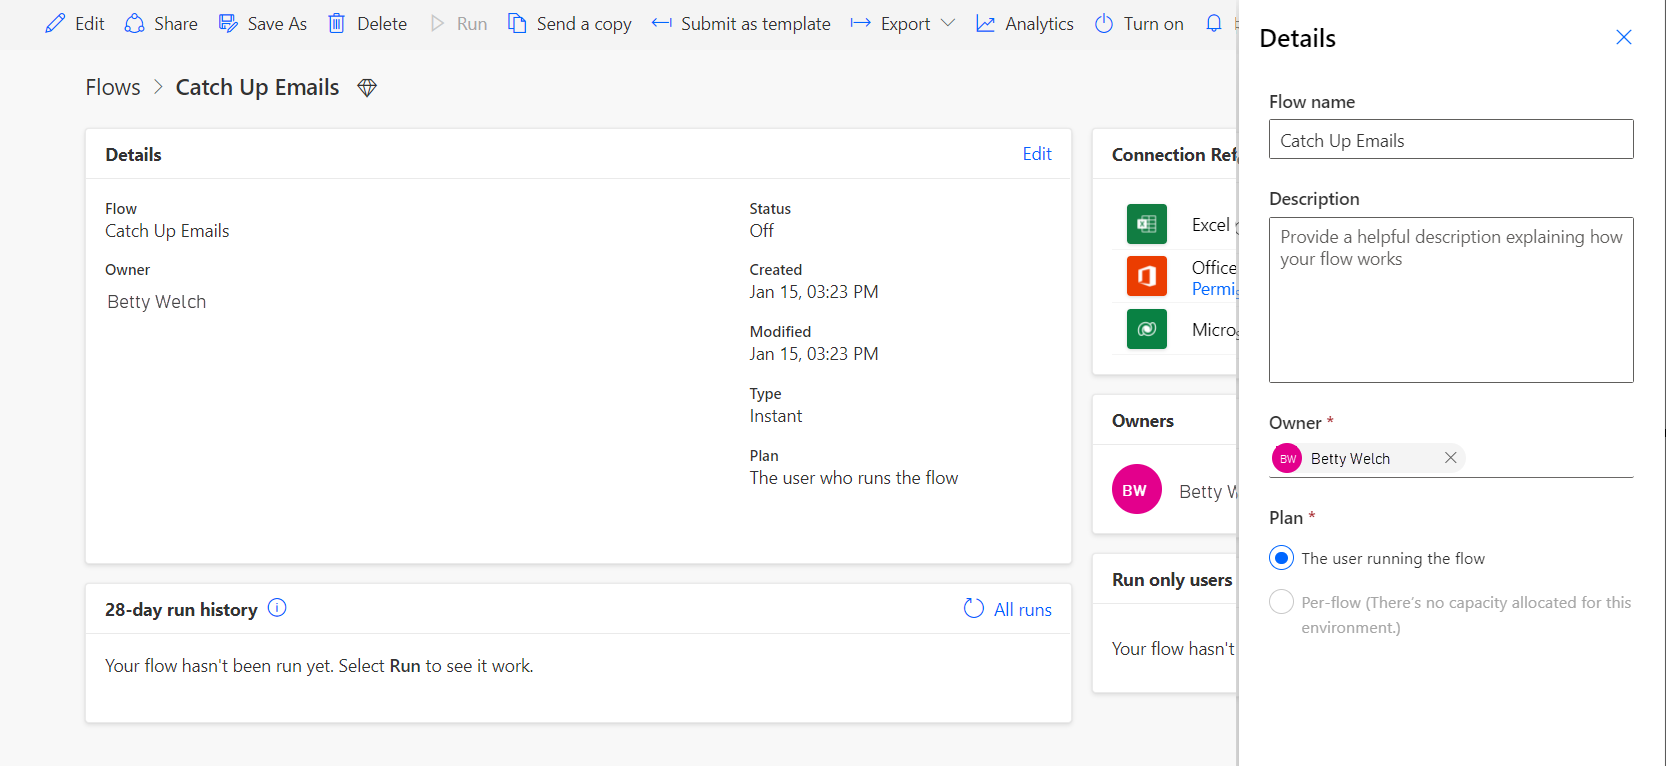 Edit Share Save As Delete Run Send a copy Submit as template Export Analytics Turn on
Flows > Catch Up Emails
Details Edit
Flow
Catch Up Emails
Owner
Betty Welch
Status
Off
Created
Jan 15, 03:23 PM
Modified
Jan 15, 03:23 PM
Type
Instant
Plan
The user who runs the flow
28-day run history All runs
Your flow hasn't been run yet. Select Run to see it work.
Connection
Excel
Office
Owners
BW Betty
Run only users
Your flow hasn't
Details
Flow name
Catch Up Emails
Description
Provide a helpful description explaining how
your flow works
Owner *
BW Betty Welch
Plan *
The user running the flow
Per-flow (There's no capacity allocated for this
environment.)